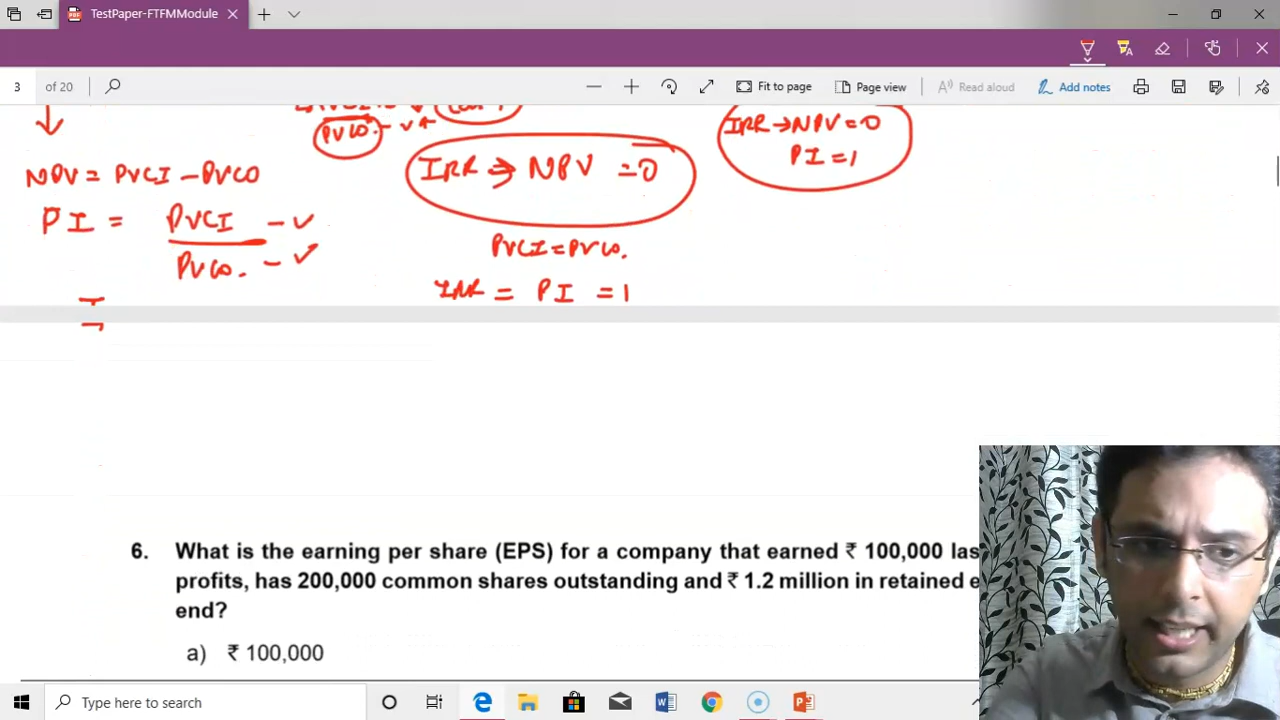 TestPaper-FTFMModule
3 of 20
Fit to page
Page view
Read aloud
Add notes
PVCO.
IRR → NPV = 0
PI = 1
IRR ⇒ NPV = 0
NPV = PVCI - PVCO
PI = PVCI - ✓
PVCO. - ✓
PVCI = PVCO.
IRR = PI = 1
6. What is the earning per share (EPS) for a company that earned ₹ 100,000 las
profits, has 200,000 common shares outstanding and ₹ 1.2 million in retained e
end?
a) ₹ 100,000
Type here to search